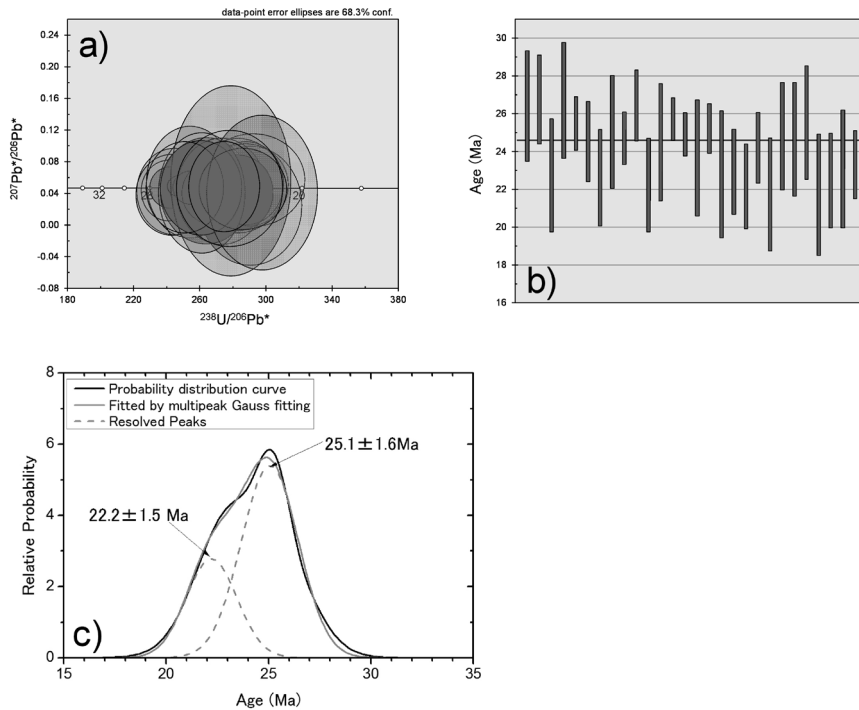 data-point error ellipses are 68.3% conf.
a)
0.24
0.20
0.16
0.12
0.08
0.04
0.00
-0.04
-0.08
32
20
180
220
260
300
340
380
207Pb*/206Pb*
238U/206Pb*
30
28
26
24
22
20
18
16
Age (Ma)
b)
8
6
4
2
0
Relative Probability
Probability distribution curve
Fitted by multipeak Gauss fitting
Resolved Peaks
25.1±1.6Ma
22.2±1.5 Ma
c)
15
20
25
30
35
Age (Ma)